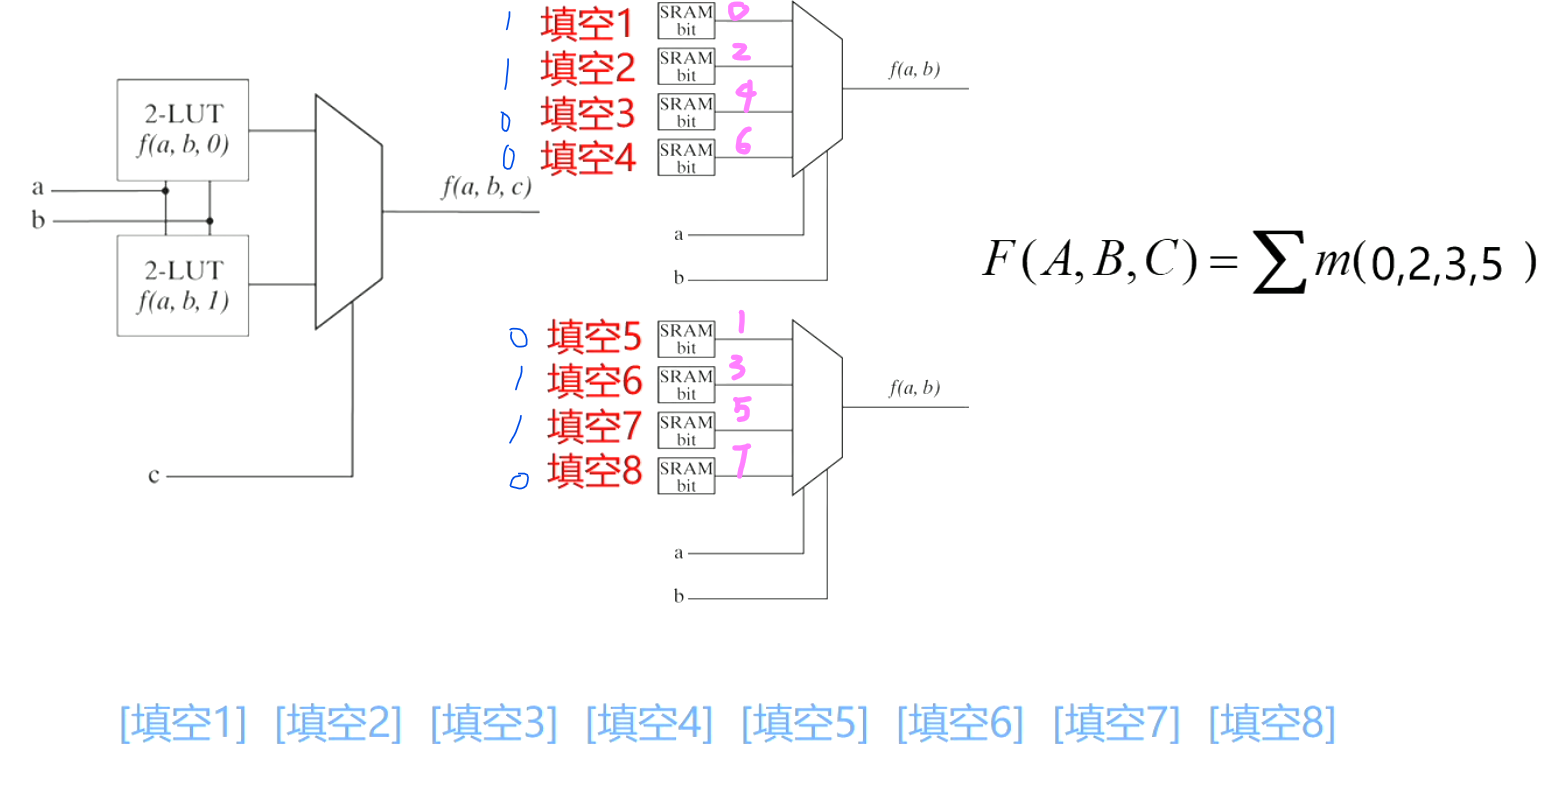 2-LUT
f(a, b, 0)
a
b
2-LUT
f(a, b, 1)
c
f(a, b, c)
1 填空1 SRAM bit 0
1 填空2 SRAM bit 2
0 填空3 SRAM bit 4
0 填空4 SRAM bit 6
f(a, b)
a
b
0 填空5 SRAM bit 1
1 填空6 SRAM bit 3
1 填空7 SRAM bit 5
0 填空8 SRAM bit 7
f(a, b)
a
b
F(A,B,C)=∑m(0,2,3,5 )
[填空1] [填空2] [填空3] [填空4] [填空5] [填空6] [填空7] [填空8]